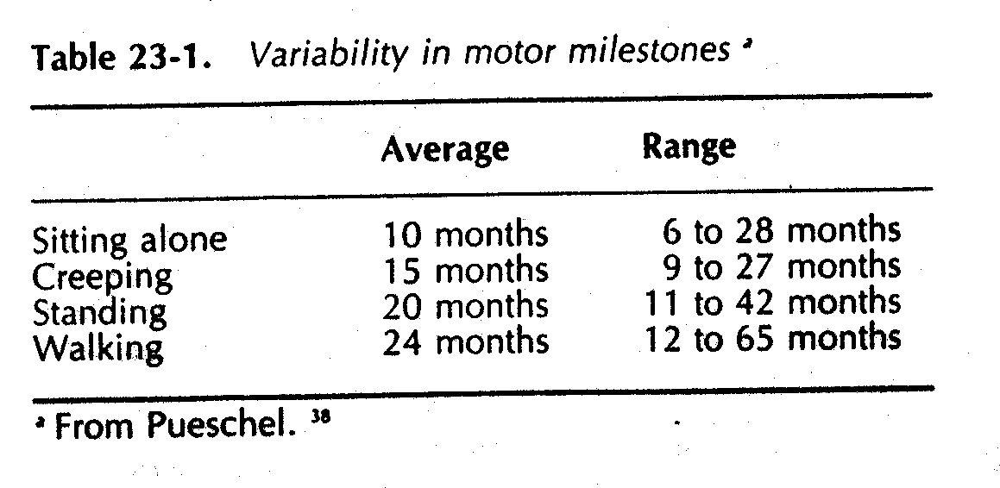 Table 23-1. Variability in motor milestones ᵃ
Average Range
Sitting alone 10 months 6 to 28 months
Creeping 15 months 9 to 27 months
Standing 20 months 11 to 42 months
Walking 24 months 12 to 65 months
ᵃ From Pueschel. ³⁸